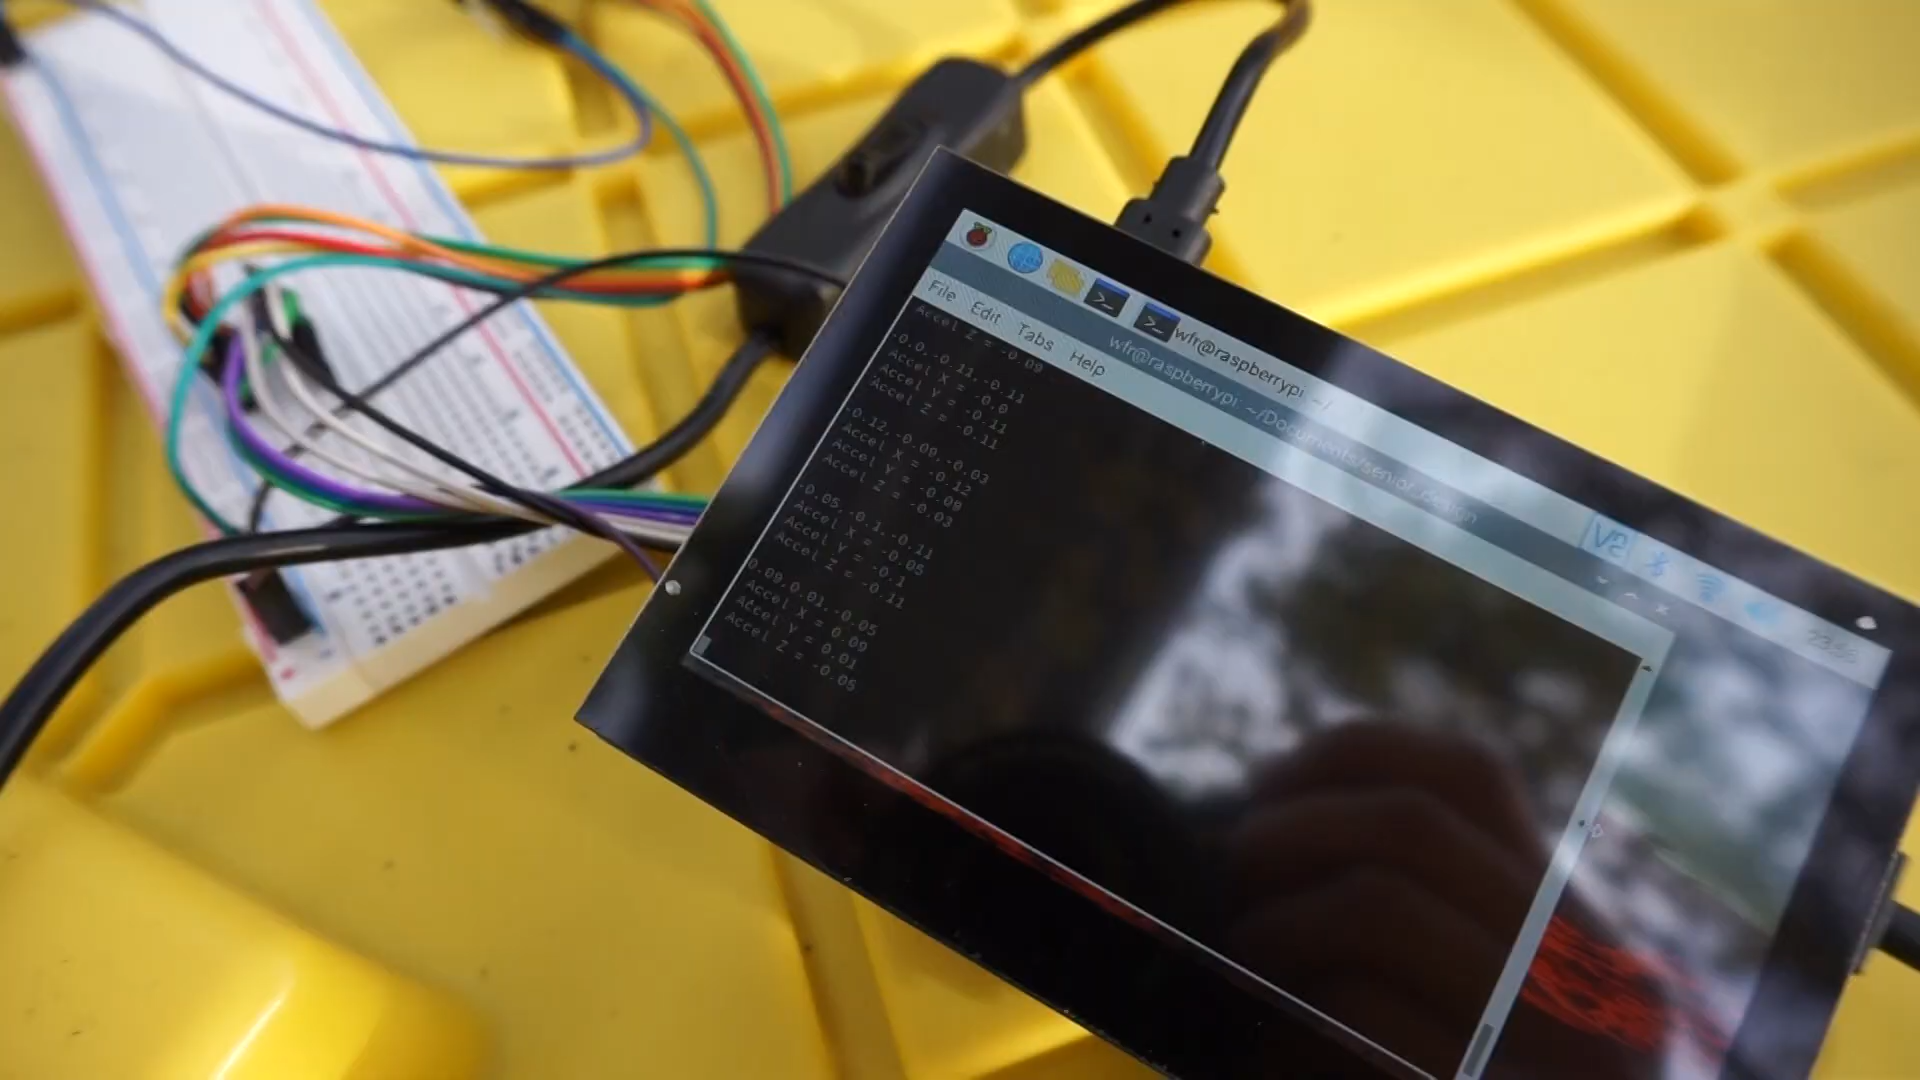 wfr@raspberrypi: ~/
wfr@raspberrypi: ~/Documents/senior_design
File Edit Tabs Help
Accel Z = -0.09
-0.0,-0.11,-0.11
Accel X = -0.0
Accel Y = -0.11
Accel Z = -0.11
-0.12,-0.09,-0.03
Accel X = -0.12
Accel Y = -0.09
Accel Z = -0.03
-0.05,-0.1,-0.11
Accel X = -0.05
Accel Y = -0.1
Accel Z = -0.11
0.09,0.01,-0.05
Accel X = 0.09
Accel Y = 0.01
Accel Z = -0.05